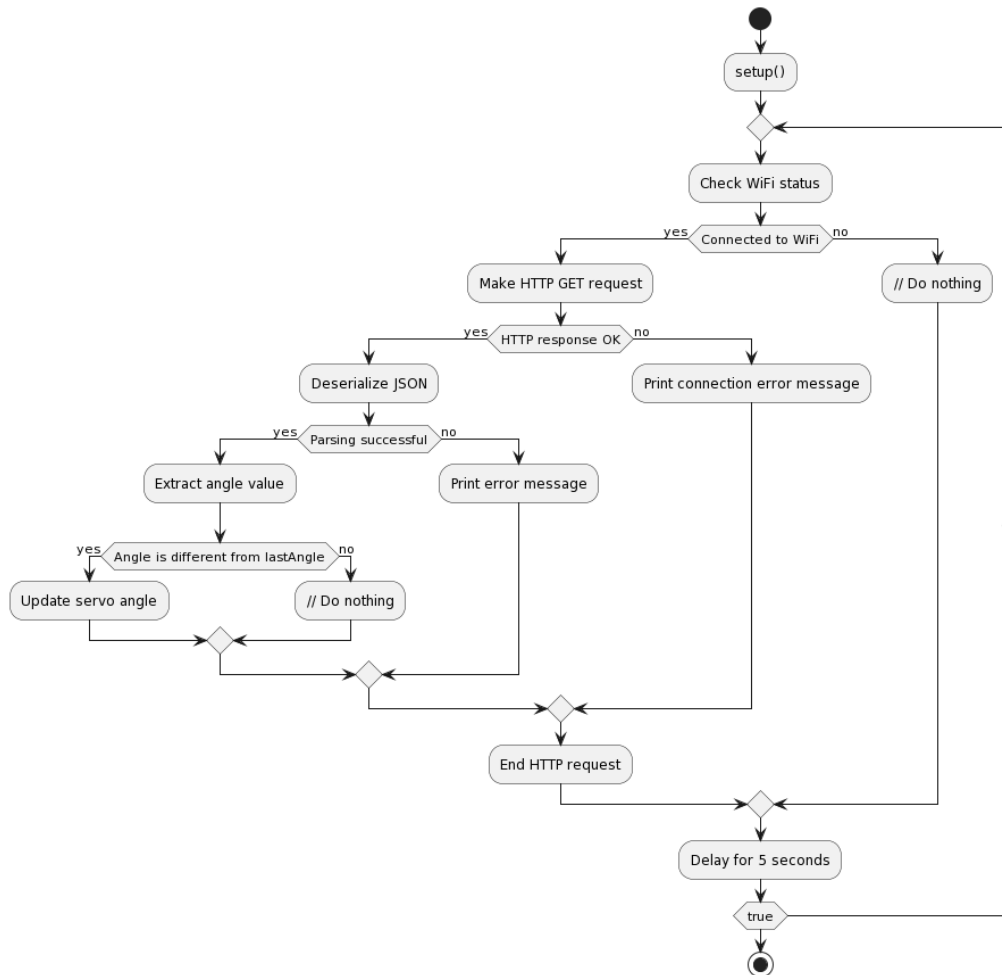 setup()
Check WiFi status
yes
Connected to WiFi
no
Make HTTP GET request
// Do nothing
yes
HTTP response OK
no
Deserialize JSON
Print connection error message
yes
Parsing successful
no
Extract angle value
Print error message
yes
Angle is different from lastAngle
no
Update servo angle
// Do nothing
End HTTP request
Delay for 5 seconds
true